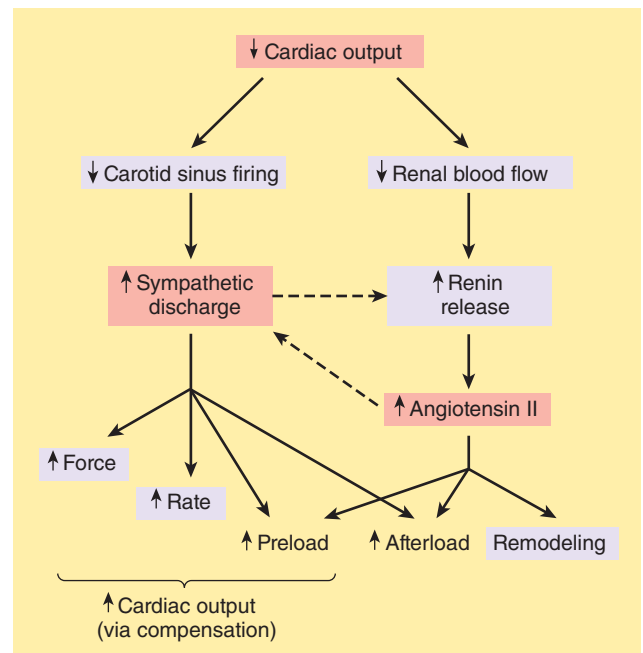 ↓ Cardiac output
↓ Carotid sinus firing
↓ Renal blood flow
↑ Sympathetic
discharge
↑ Renin
release
↑ Angiotensin II
↑ Force
↑ Rate
↑ Preload
↑ Afterload
Remodeling
↑ Cardiac output
(via compensation)